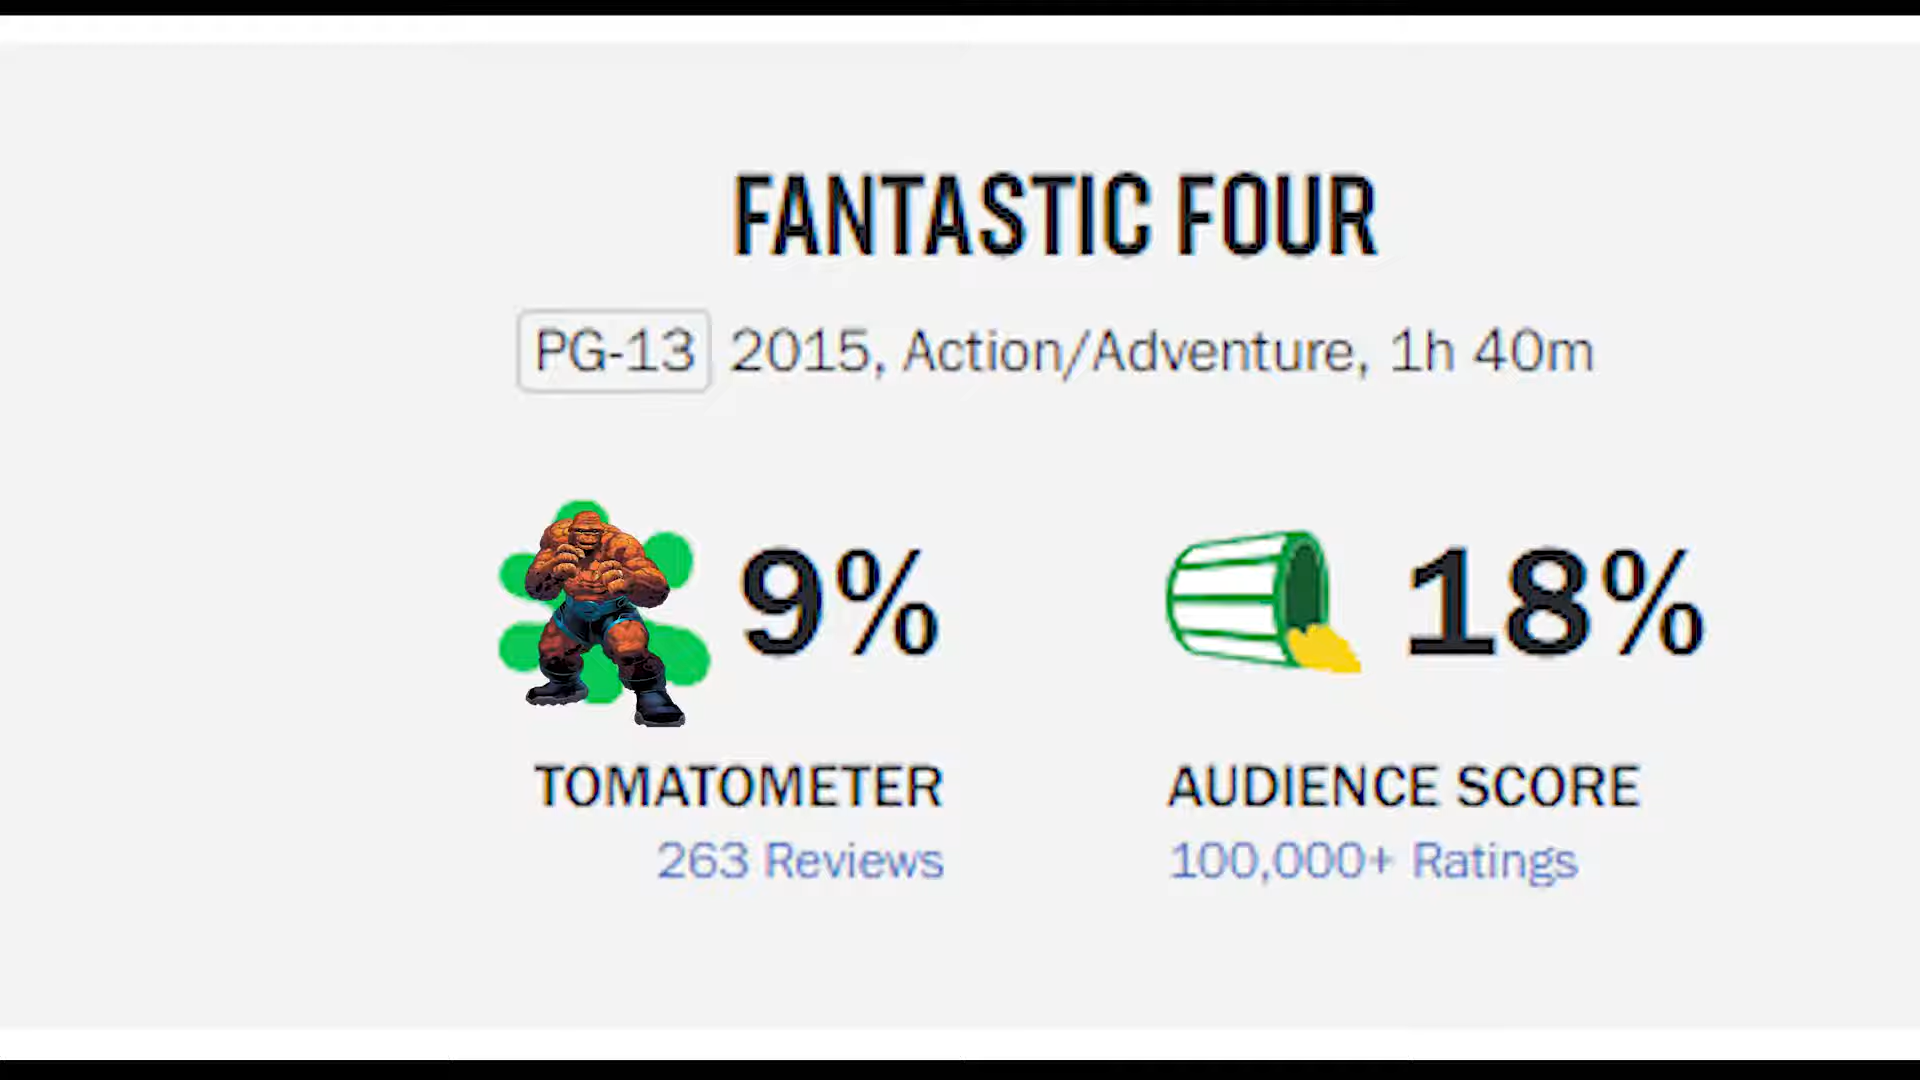 FANTASTIC FOUR
PG-13 2015, Action/Adventure, 1h 40m
9% 18%
TOMATOMETER AUDIENCE SCORE
263 Reviews 100,000+ Ratings